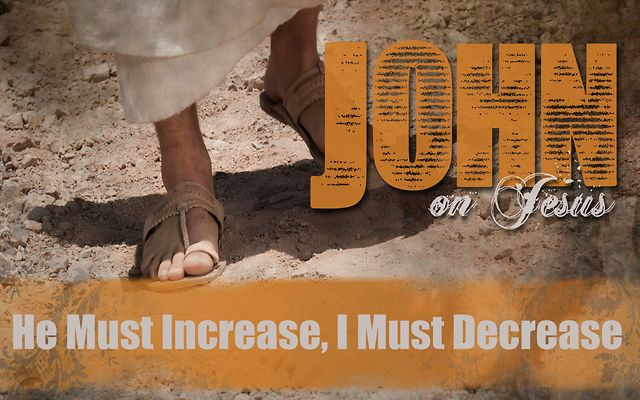 JOHN
on Jesus
He Must Increase, I Must Decrease